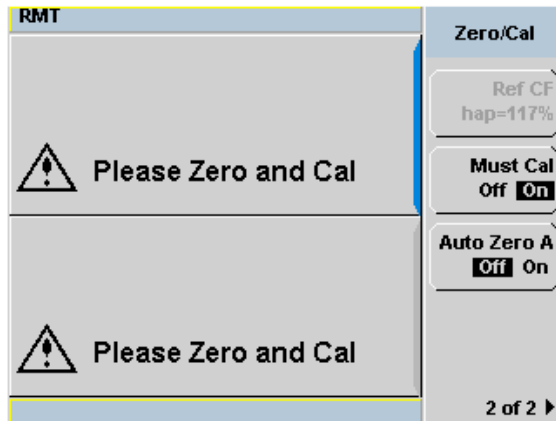 RMT
Please Zero and Cal
Please Zero and Cal
Zero/Cal
Ref CF
hap=117%
Must Cal
Off On
Auto Zero A
Off On
2 of 2